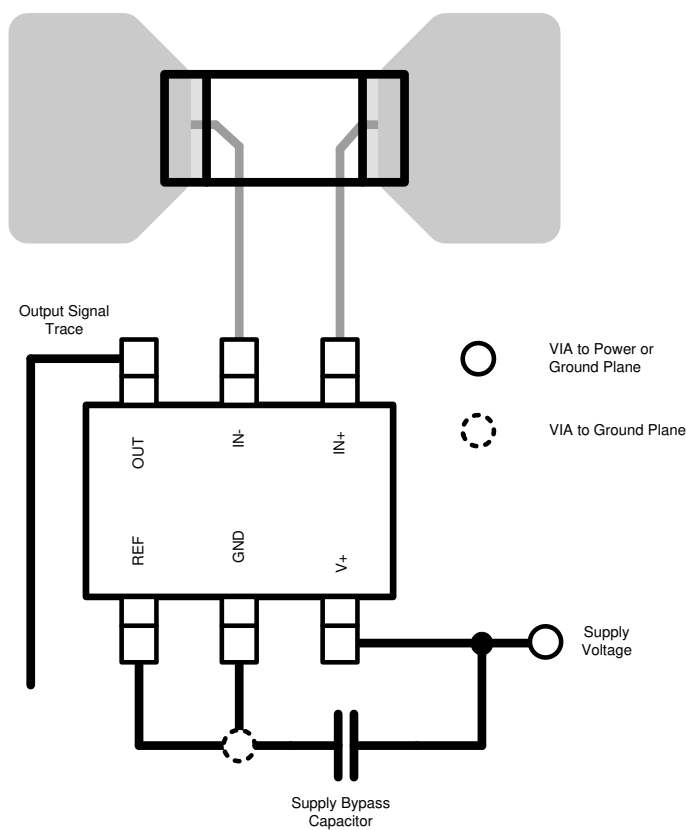 Output Signal
Trace
VIA to Power or
Ground Plane
VIA to Ground Plane
OUT
IN-
IN+
REF
GND
V+
Supply
Voltage
Supply Bypass
Capacitor